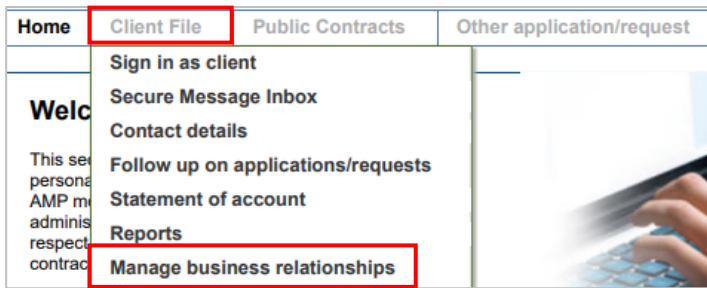 Home Client File Public Contracts Other application/request
Sign in as client
Secure Message Inbox
Welc
Contact details
This sec
Follow up on applications/requests
persona
AMP me
Statement of account
adminis
Reports
respect
contrac
Manage business relationships